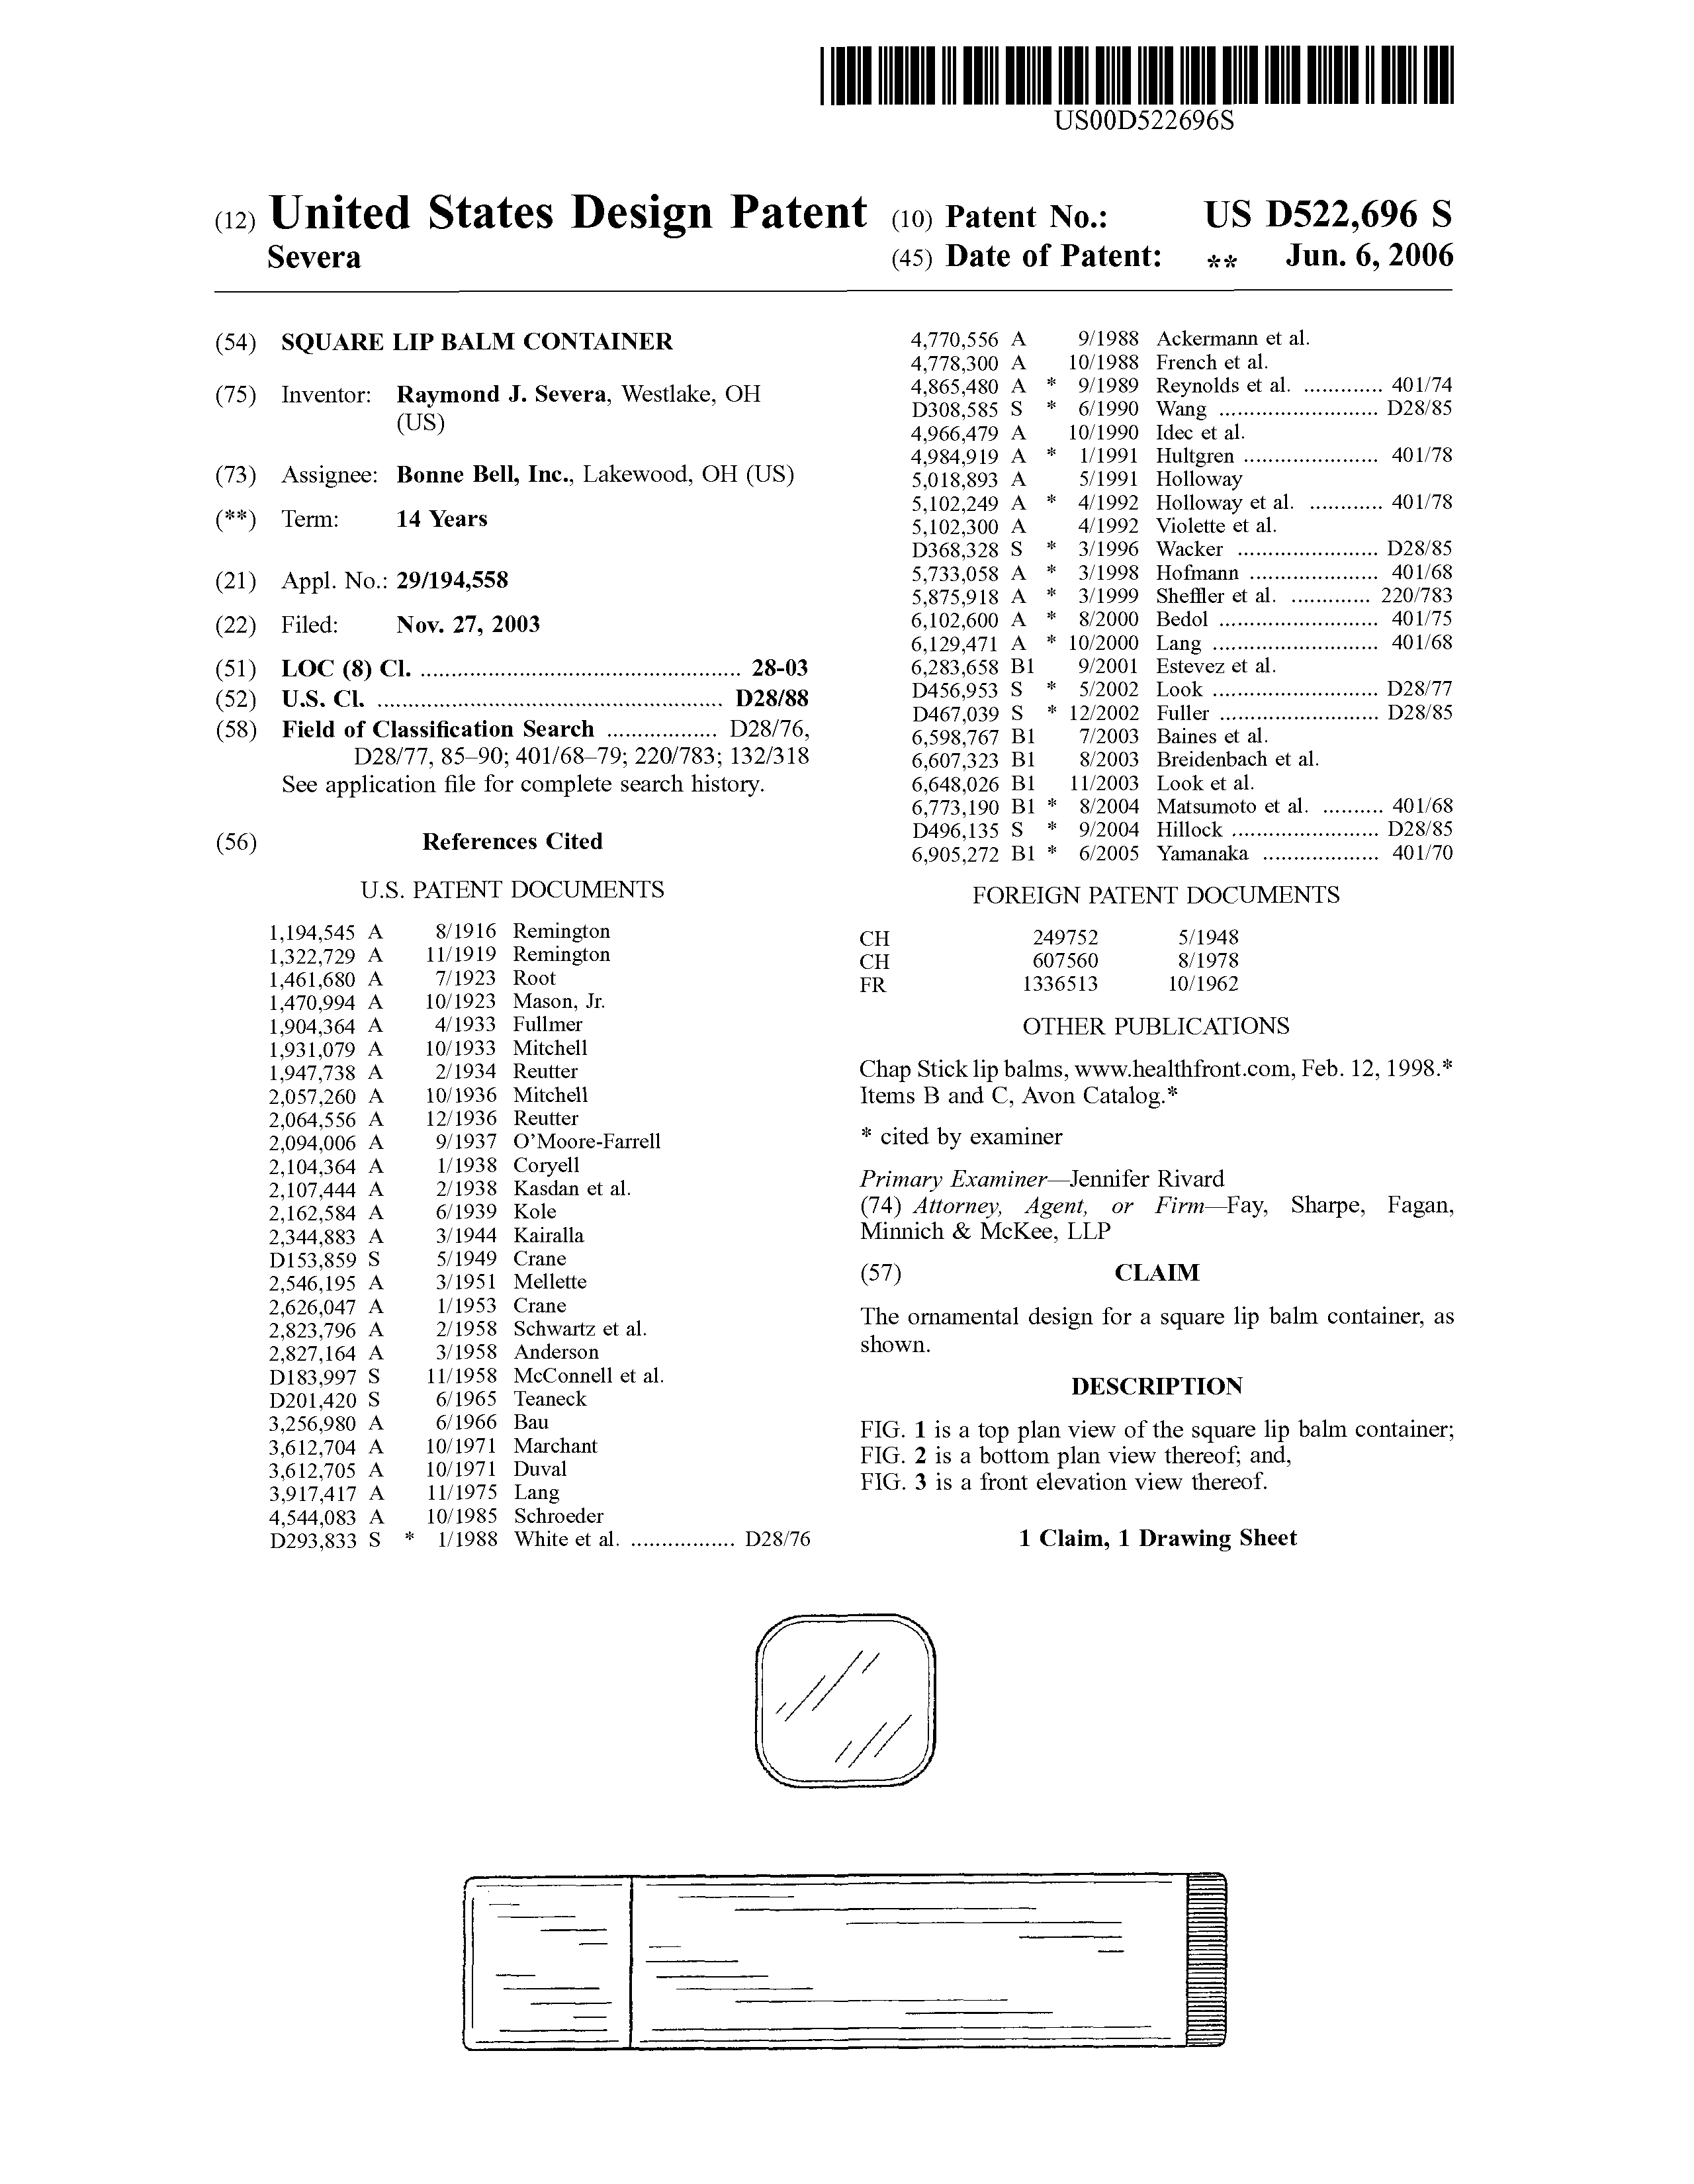 US00D522696S
(12) United States Design Patent
Severa
(10) Patent No.: US D522,696 S
(45) Date of Patent: ** Jun. 6, 2006
(54) SQUARE LIP BALM CONTAINER
(75) Inventor: Raymond J. Severa, Westlake, OH
(US)
(73) Assignee: Bonne Bell, Inc., Lakewood, OH (US)
(**) Term: 14 Years
(21) Appl. No.: 29/194,558
(22) Filed: Nov. 27, 2003
(51) LOC (8) Cl. ................................................ 28-03
(52) U.S. Cl. ...................................................... D28/88
(58) Field of Classification Search .................. D28/76,
D28/77, 85–90; 401/68–79; 220/783; 132/318
See application file for complete search history.
(56) References Cited
U.S. PATENT DOCUMENTS
1,194,545 A 8/1916 Remington
1,322,729 A 11/1919 Remington
1,461,680 A 7/1923 Root
1,470,994 A 10/1923 Mason, Jr.
1,904,364 A 4/1933 Fullmer
1,931,079 A 10/1933 Mitchell
1,947,738 A 2/1934 Reutter
2,057,260 A 10/1936 Mitchell
2,064,556 A 12/1936 Reutter
2,094,006 A 9/1937 O'Moore-Farrell
2,104,364 A 1/1938 Coryell
2,107,444 A 2/1938 Kasdan et al.
2,162,584 A 6/1939 Kole
2,344,883 A 3/1944 Kairalla
D153,859 S 5/1949 Crane
2,546,195 A 3/1951 Mellette
2,626,047 A 1/1953 Crane
2,823,796 A 2/1958 Schwartz et al.
2,827,164 A 3/1958 Anderson
D183,997 S 11/1958 McConnell et al.
D201,420 S 6/1965 Teaneck
3,256,980 A 6/1966 Bau
3,612,704 A 10/1971 Marchant
3,612,705 A 10/1971 Duval
3,917,417 A 11/1975 Lang
4,544,083 A 10/1985 Schroeder
D293,833 S * 1/1988 White et al. ................. D28/76
4,770,556 A 9/1988 Ackermann et al.
4,778,300 A 10/1988 French et al.
4,865,480 A * 9/1989 Reynolds et al. ............. 401/74
D308,585 S * 6/1990 Wang .......................... D28/85
4,966,479 A 10/1990 Idec et al.
4,984,919 A * 1/1991 Hultgren ...................... 401/78
5,018,893 A 5/1991 Holloway
5,102,249 A * 4/1992 Holloway et al. ............ 401/78
5,102,300 A 4/1992 Violette et al.
D368,328 S * 3/1996 Wacker ....................... D28/85
5,733,058 A * 3/1998 Hofmann ..................... 401/68
5,875,918 A * 3/1999 Sheffler et al. ............. 220/783
6,102,600 A * 8/2000 Bedol .......................... 401/75
6,129,471 A * 10/2000 Lang ........................... 401/68
6,283,658 B1 9/2001 Estevez et al.
D456,953 S * 5/2002 Look ........................... D28/77
D467,039 S * 12/2002 Fuller .......................... D28/85
6,598,767 B1 7/2003 Baines et al.
6,607,323 B1 8/2003 Breidenbach et al.
6,648,026 B1 11/2003 Look et al.
6,773,190 B1 * 8/2004 Matsumoto et al. .......... 401/68
D496,135 S * 9/2004 Hillock ........................ D28/85
6,905,272 B1 * 6/2005 Yamanaka ................... 401/70
FOREIGN PATENT DOCUMENTS
CH 249752 5/1948
CH 607560 8/1978
FR 1336513 10/1962
OTHER PUBLICATIONS
Chap Stick lip balms, www.healthfront.com, Feb. 12, 1998.*
Items B and C, Avon Catalog.*
* cited by examiner
Primary Examiner—Jennifer Rivard
(74) Attorney, Agent, or Firm—Fay, Sharpe, Fagan,
Minnich & McKee, LLP
(57) CLAIM
The ornamental design for a square lip balm container, as
shown.
DESCRIPTION
FIG. 1 is a top plan view of the square lip balm container;
FIG. 2 is a bottom plan view thereof; and,
FIG. 3 is a front elevation view thereof.
1 Claim, 1 Drawing Sheet